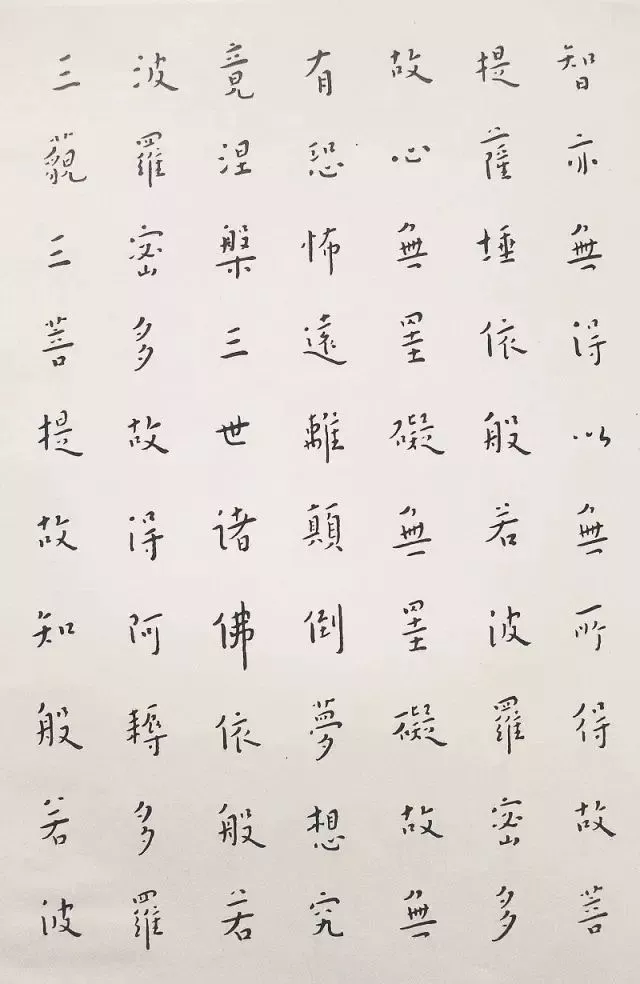 智亦無得以無所得故菩
提薩埵依般若波羅蜜多
故心無罣礙無罣礙故無
有恐怖遠離顛倒夢想究
竟涅槃三世诸佛依般若
波羅蜜多故得阿耨多羅
三藐三菩提故知般若波